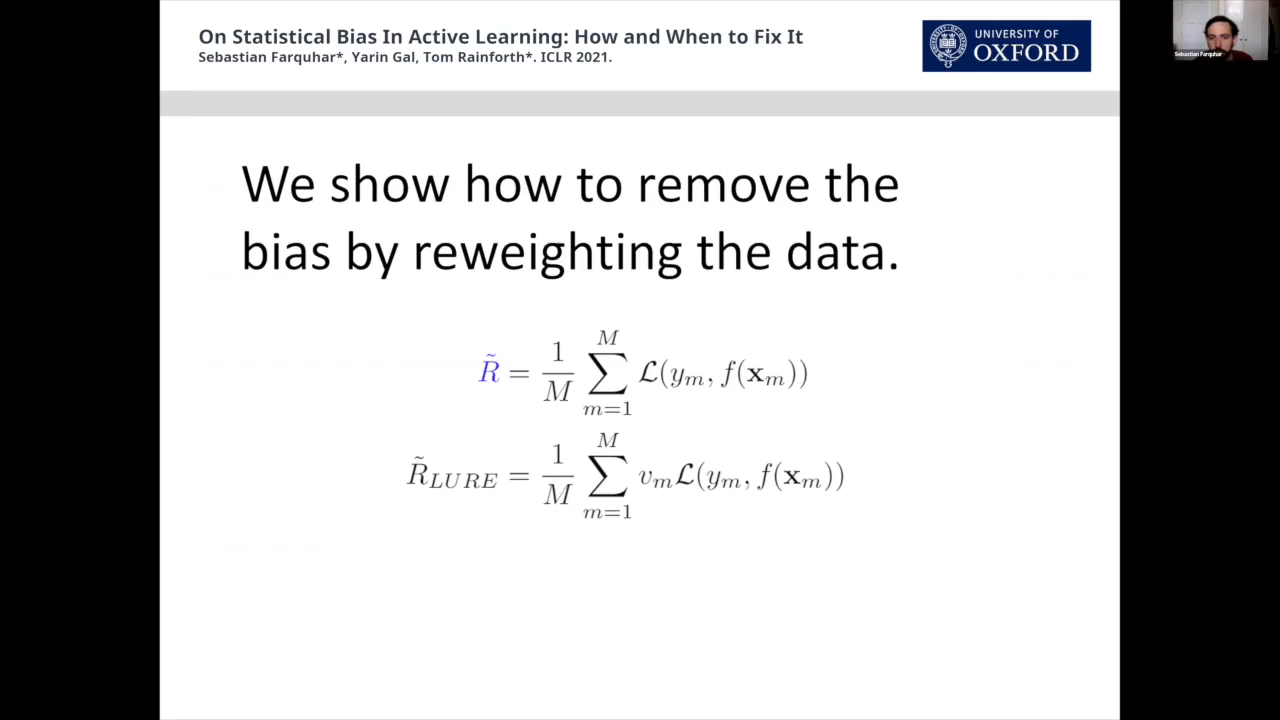 On Statistical Bias In Active Learning: How and When to Fix It
Sebastian Farquhar*, Yarin Gal, Tom Rainforth*. ICLR 2021.
UNIVERSITY OF
OXFORD
Sebastian Farquhar
We show how to remove the
bias by reweighting the data.
R̃ = 1/M ∑_{m=1}^{M} ℒ(y_m, f(𝐱_m))
R̃_{LURE} = 1/M ∑_{m=1}^{M} v_m ℒ(y_m, f(𝐱_m))